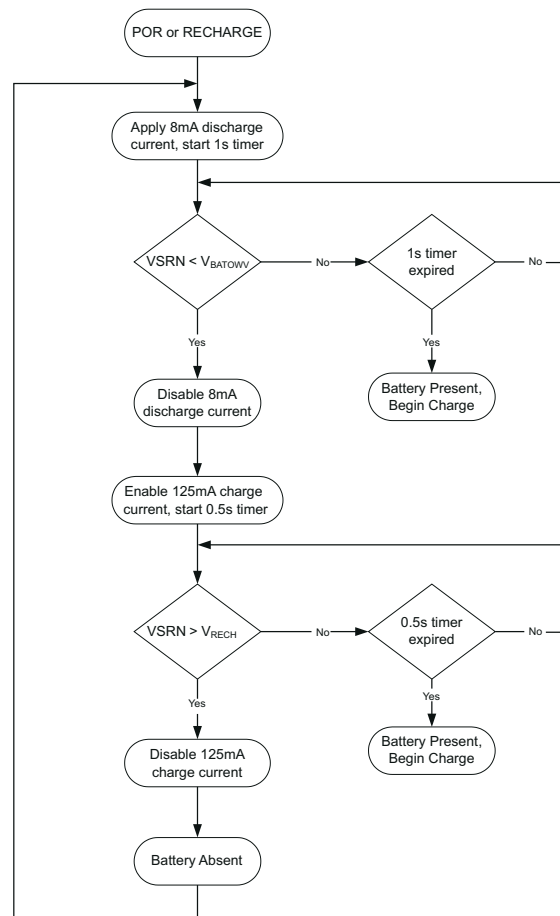 POR or RECHARGE
Apply 8mA discharge
current, start 1s timer
VSRN < VBATOWV
No
1s timer
expired
No
Yes
Yes
Disable 8mA
discharge current
Battery Present,
Begin Charge
Enable 125mA charge
current, start 0.5s timer
VSRN > VRECH
No
0.5s timer
expired
No
Yes
Yes
Disable 125mA
charge current
Battery Present,
Begin Charge
Battery Absent